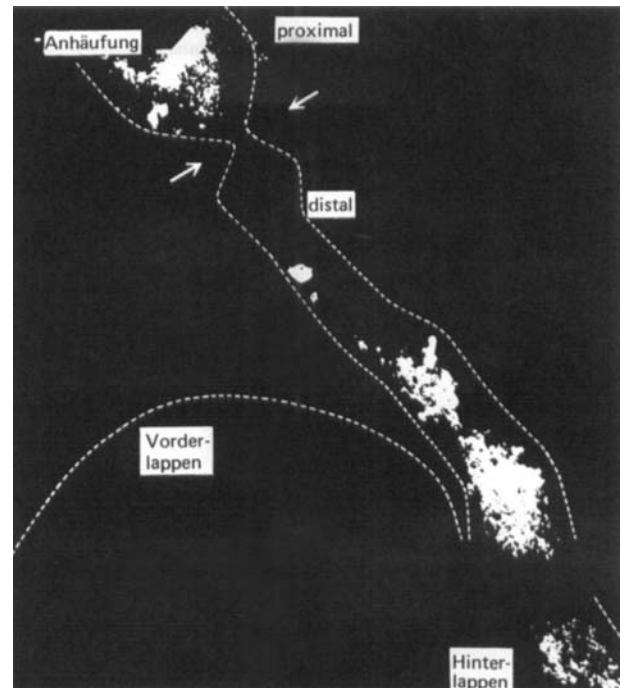 proximal
Anhäufung
distal
Vorder-
lappen
Hinter-
lappen